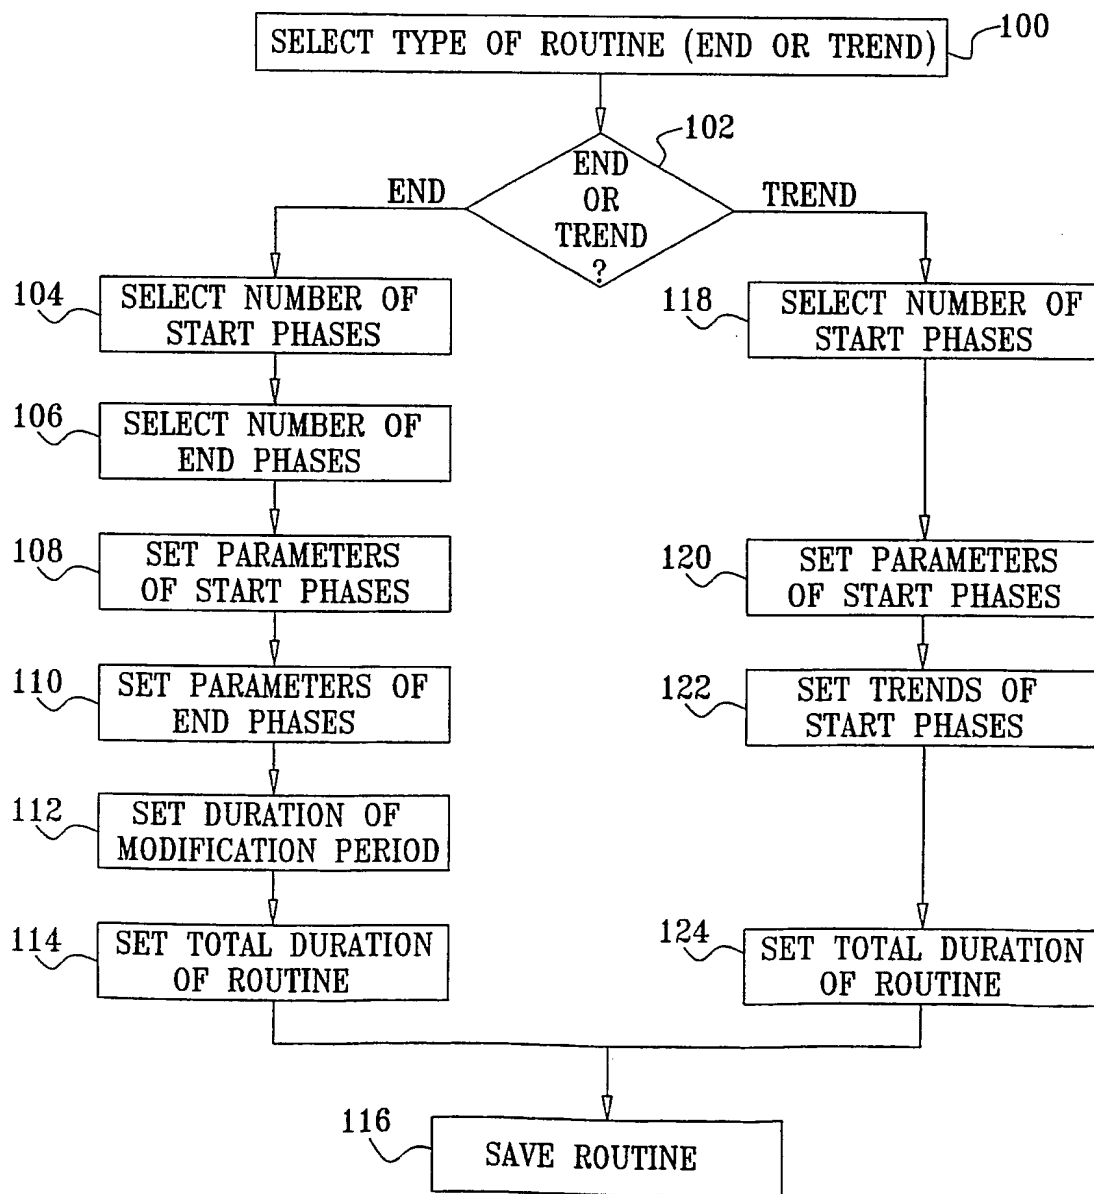 SELECT TYPE OF ROUTINE (END OR TREND)
100
102
END
OR
TREND
?
END
TREND
104
SELECT NUMBER OF
START PHASES
106
SELECT NUMBER OF
END PHASES
108
SET PARAMETERS
OF START PHASES
110
SET PARAMETERS OF
END PHASES
112
SET DURATION OF
MODIFICATION PERIOD
114
SET TOTAL DURATION
OF ROUTINE
118
SELECT NUMBER OF
START PHASES
120
SET PARAMETERS
OF START PHASES
122
SET TRENDS OF
START PHASES
124
SET TOTAL DURATION
OF ROUTINE
116
SAVE ROUTINE